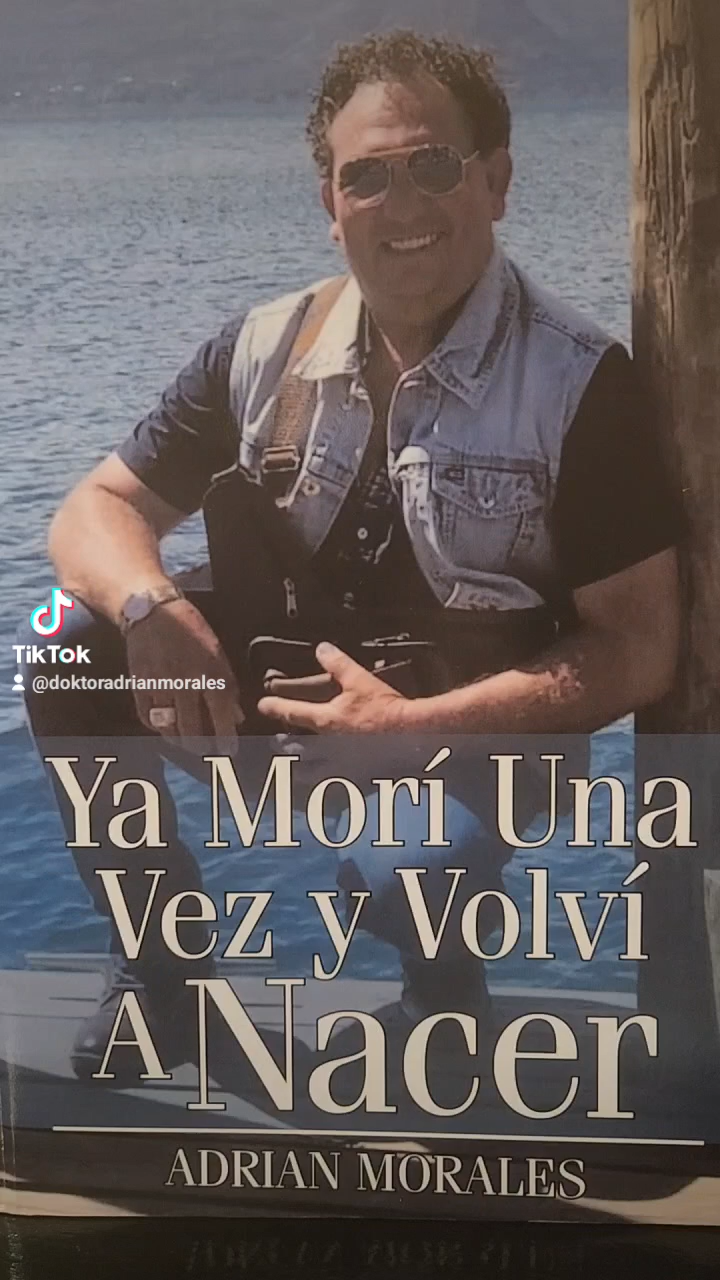 TikTok
@doktoradrianmorales
Ya Morí Una
Vez y Volví
A Nacer
ADRIAN MORALES